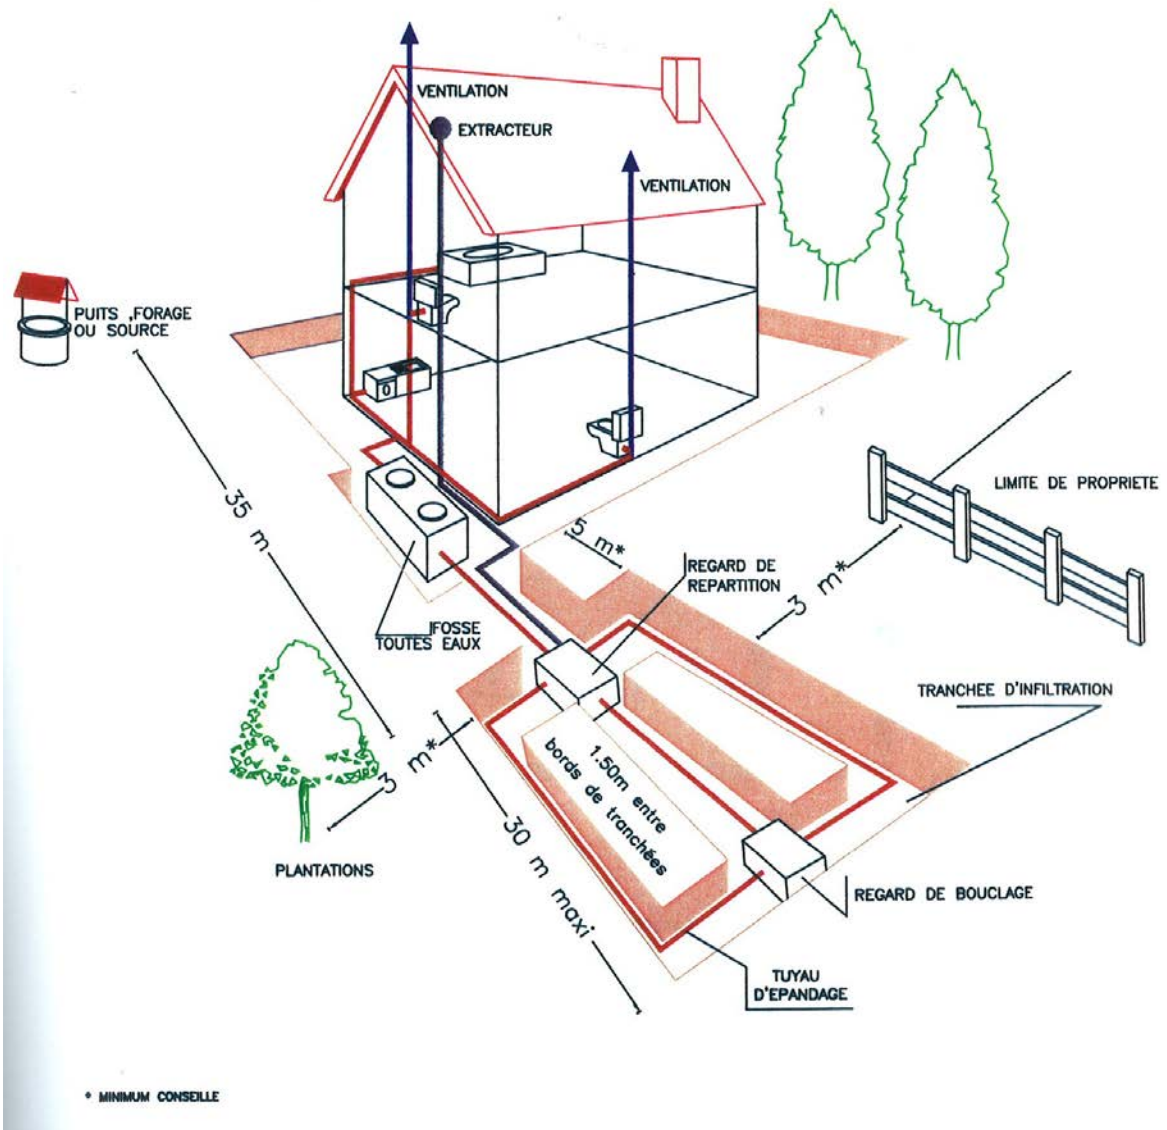 VENTILATION
EXTRACTEUR
VENTILATION
PUITS ,FORAGE
OU SOURCE
35 m
LIMITE DE PROPRIETE
5 m*
3 m*
REGARD DE
REPARTITION
FOSSE
TOUTES EAUX
TRANCHEE D'INFILTRATION
3 m*
1.50m entre
bords de tranchées
30 m maxi
PLANTATIONS
REGARD DE BOUCLAGE
TUYAU
D'EPANDAGE
* MINIMUM CONSEILLE